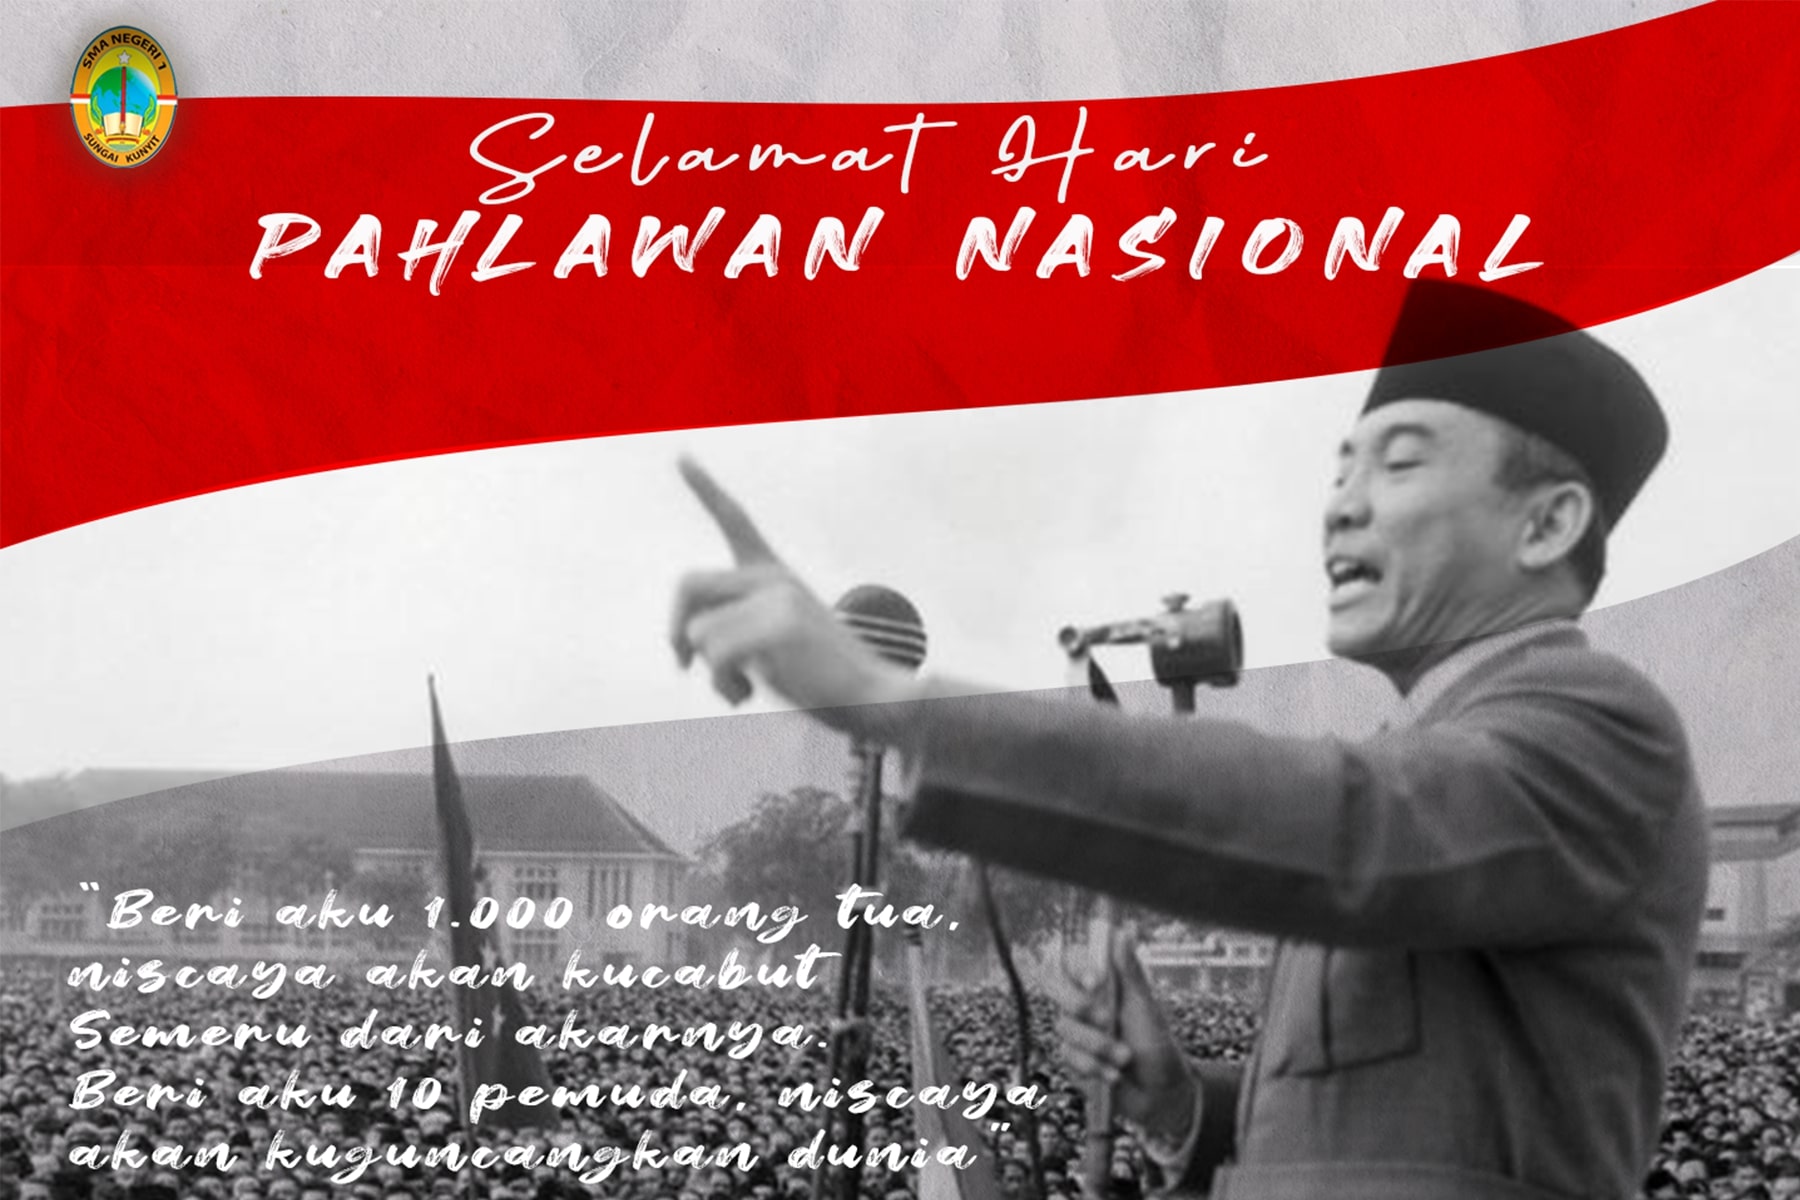 SMA NEGERI 1
SUNGAI KUNYIT
Selamat Hari
PAHLAWAN NASIONAL
"Beri aku 1.000 orang tua,
niscaya akan kucabut
Semeru dari akarnya.
Beri aku 10 pemuda, niscaya
akan kuguncangkan dunia"